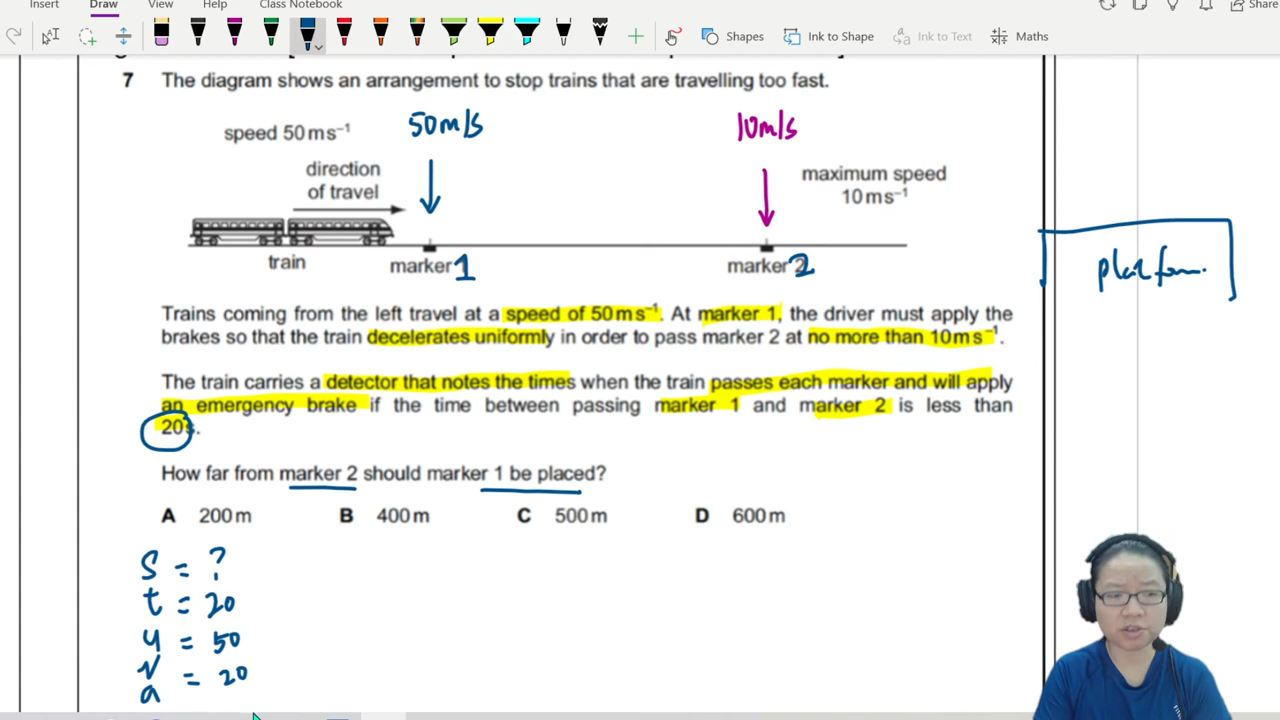 Insert Draw View Class Notebook
Share
Shapes Ink to Shape Ink to Text Maths
7 The diagram shows an arrangement to stop trains that are travelling too fast.
50m/s 10m/s
speed 50 m s⁻¹
direction
of travel
maximum speed
10 m s⁻¹
train marker 1 marker 2
platform.
Trains coming from the left travel at a speed of 50 m s⁻¹. At marker 1, the driver must apply the
brakes so that the train decelerates uniformly in order to pass marker 2 at no more than 10 m s⁻¹.
The train carries a detector that notes the times when the train passes each marker and will apply
an emergency brake if the time between passing marker 1 and marker 2 is less than
20 s.
How far from marker 2 should marker 1 be placed?
A 200 m B 400 m C 500 m D 600 m
s = ?
t = 20
u = 50
v = 20
a